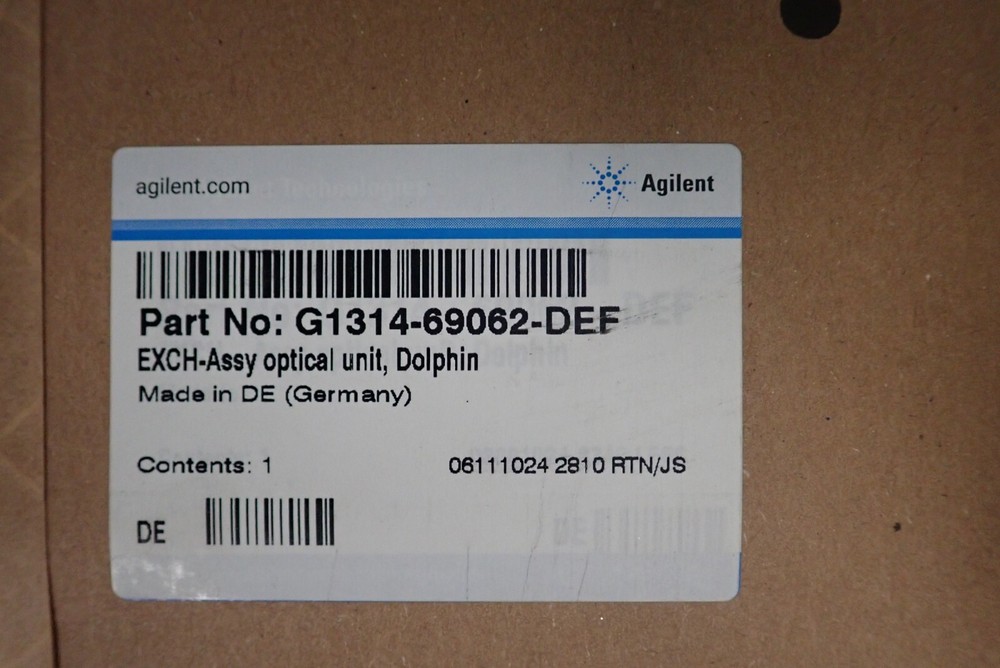 agilent.com
Agilent
Part No: G1314-69062-DEF
EXCH-Assy optical unit, Dolphin
Made in DE (Germany)
Contents: 1
06111024 2810 RTN/JS
DE